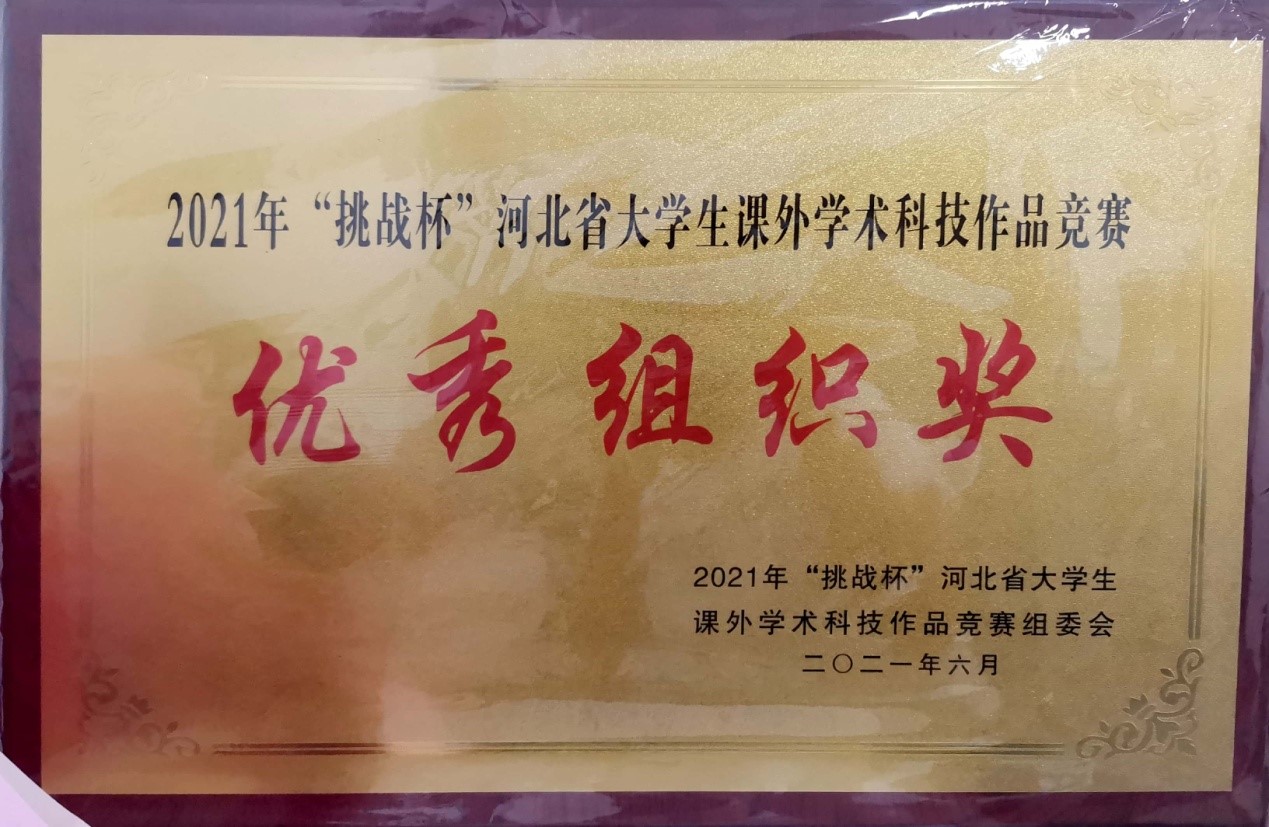 2021年“挑战杯”河北省大学生课外学术科技作品竞赛
优秀组织奖
2021年“挑战杯”河北省大学生
课外学术科技作品竞赛组委会
二〇二一年六月